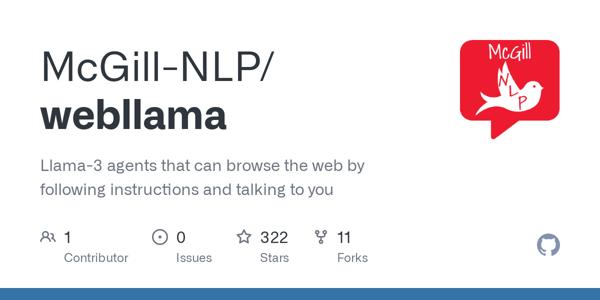 McGill-NLP/
webllama
Llama-3 agents that can browse the web by
following instructions and talking to you
1
Contributor
0
Issues
322
Stars
11
Forks
McGill
NLP